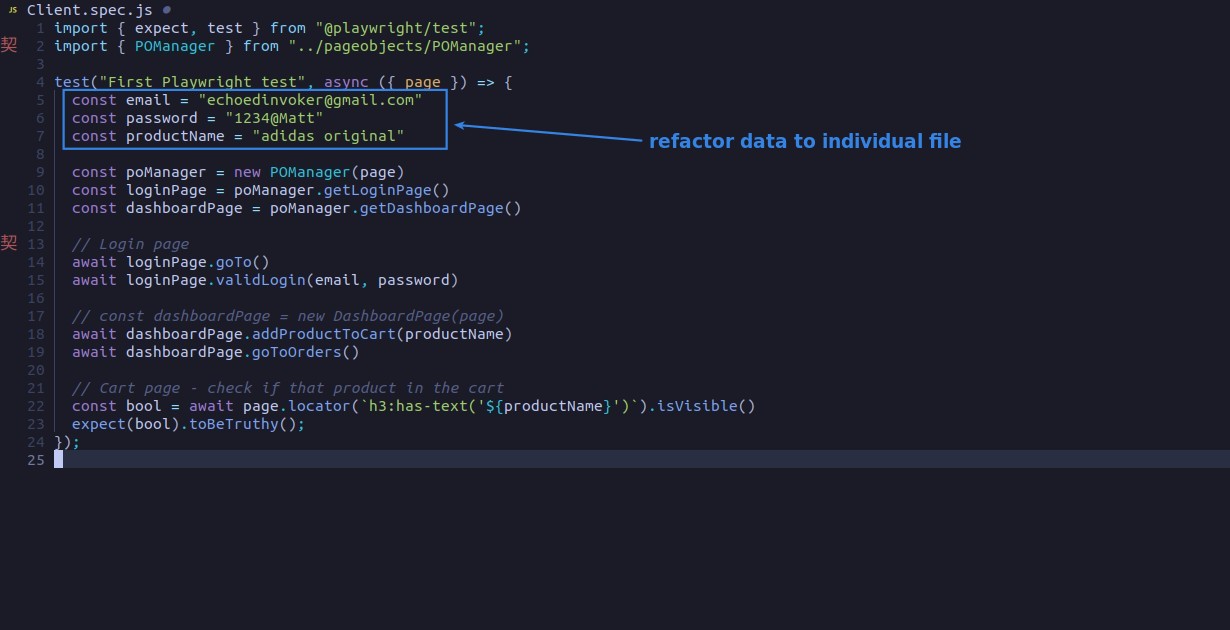 JS Client.spec.js
1 import { expect, test } from "@playwright/test";
契 2 import { POManager } from "../pageobjects/POManager";
3
4 test("First Playwright test", async ({ page }) => {
5 const email = "echoedinvoker@gmail.com"
6 const password = "1234@Matt"
7 const productName = "adidas original"
refactor data to individual file
8
9 const poManager = new POManager(page)
10 const loginPage = poManager.getLoginPage()
11 const dashboardPage = poManager.getDashboardPage()
12
契 13 // Login page
14 await loginPage.goTo()
15 await loginPage.validLogin(email, password)
16
17 // const dashboardPage = new DashboardPage(page)
18 await dashboardPage.addProductToCart(productName)
19 await dashboardPage.goToOrders()
20
21 // Cart page - check if that product in the cart
22 const bool = await page.locator(`h3:has-text('${productName}')`).isVisible()
23 expect(bool).toBeTruthy();
24 });
25